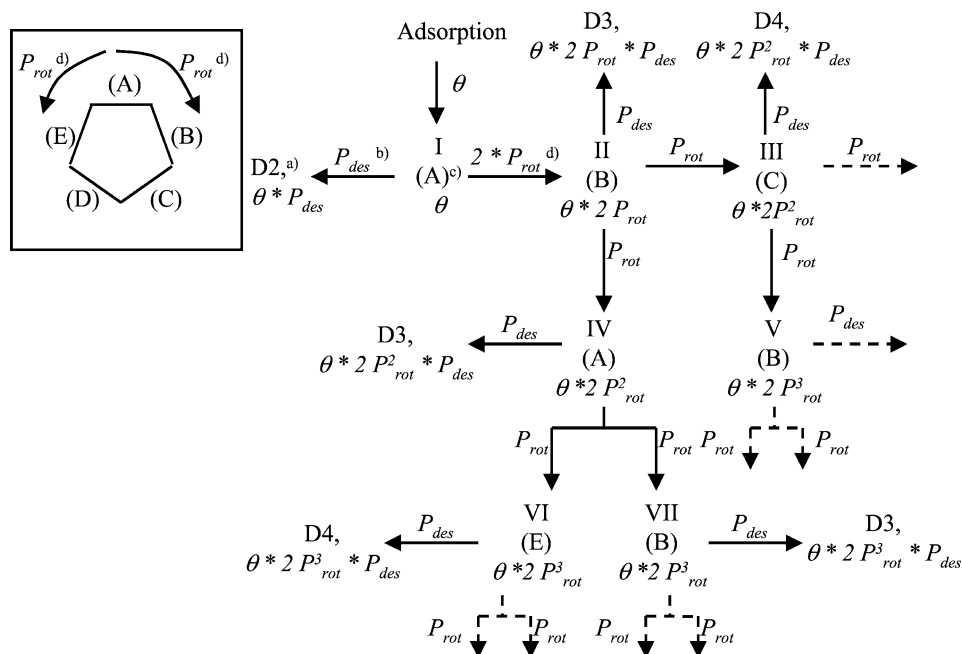 P_rot d)
P_rot d)
(A)
(E)
(B)
(D)
(C)
Adsorption
θ
D3,
θ * 2 P_rot * P_des
D4,
θ * 2 P²_rot * P_des
P_des
P_des
D2,a)
θ * P_des
P_des b)
I
(A)c)
θ
2 * P_rot d)
II
(B)
θ * 2 P_rot
P_rot
III
(C)
θ *2P²_rot
P_rot
P_rot
P_rot
D3,
θ * 2 P²_rot * P_des
P_des
IV
(A)
θ *2 P²_rot
V
(B)
θ * 2 P³_rot
P_des
P_rot
P_rot
P_rot
P_rot
D4,
θ * 2 P³_rot * P_des
P_des
VI
(E)
θ *2 P³_rot
VII
(B)
θ *2 P³_rot
P_des
D3,
θ * 2 P³_rot * P_des
P_rot
P_rot
P_rot
P_rot